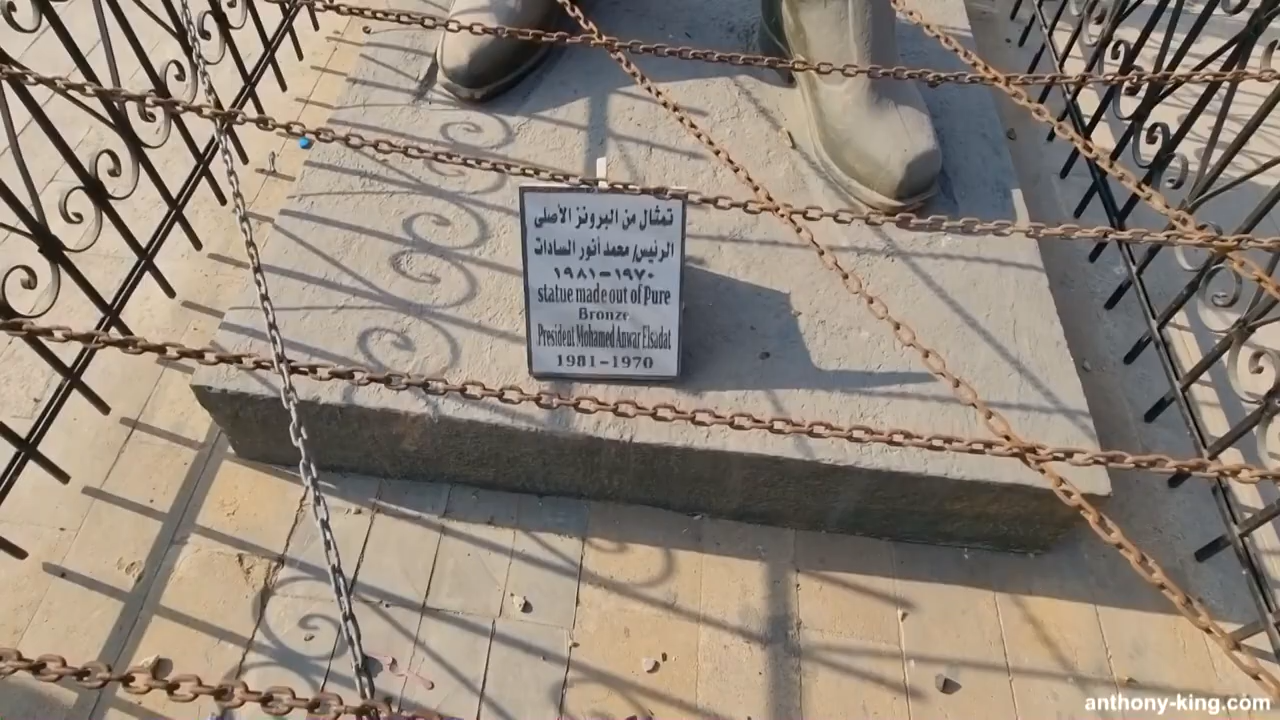 تمثال من البرونز الأصلى
الرئيس/ محمد أنور السادات
١٩٨١-١٩٧٠
statue made out of Pure
Bronze
President Mohamed Anwar Elsadat
1981-1970
anthony-king.com